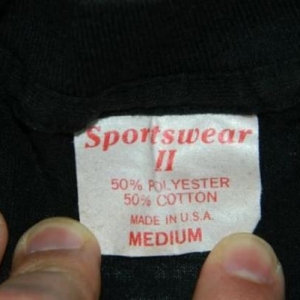 Sportswear
II
50% POLYESTER
50% COTTON
MADE IN U.S.A.
MEDIUM